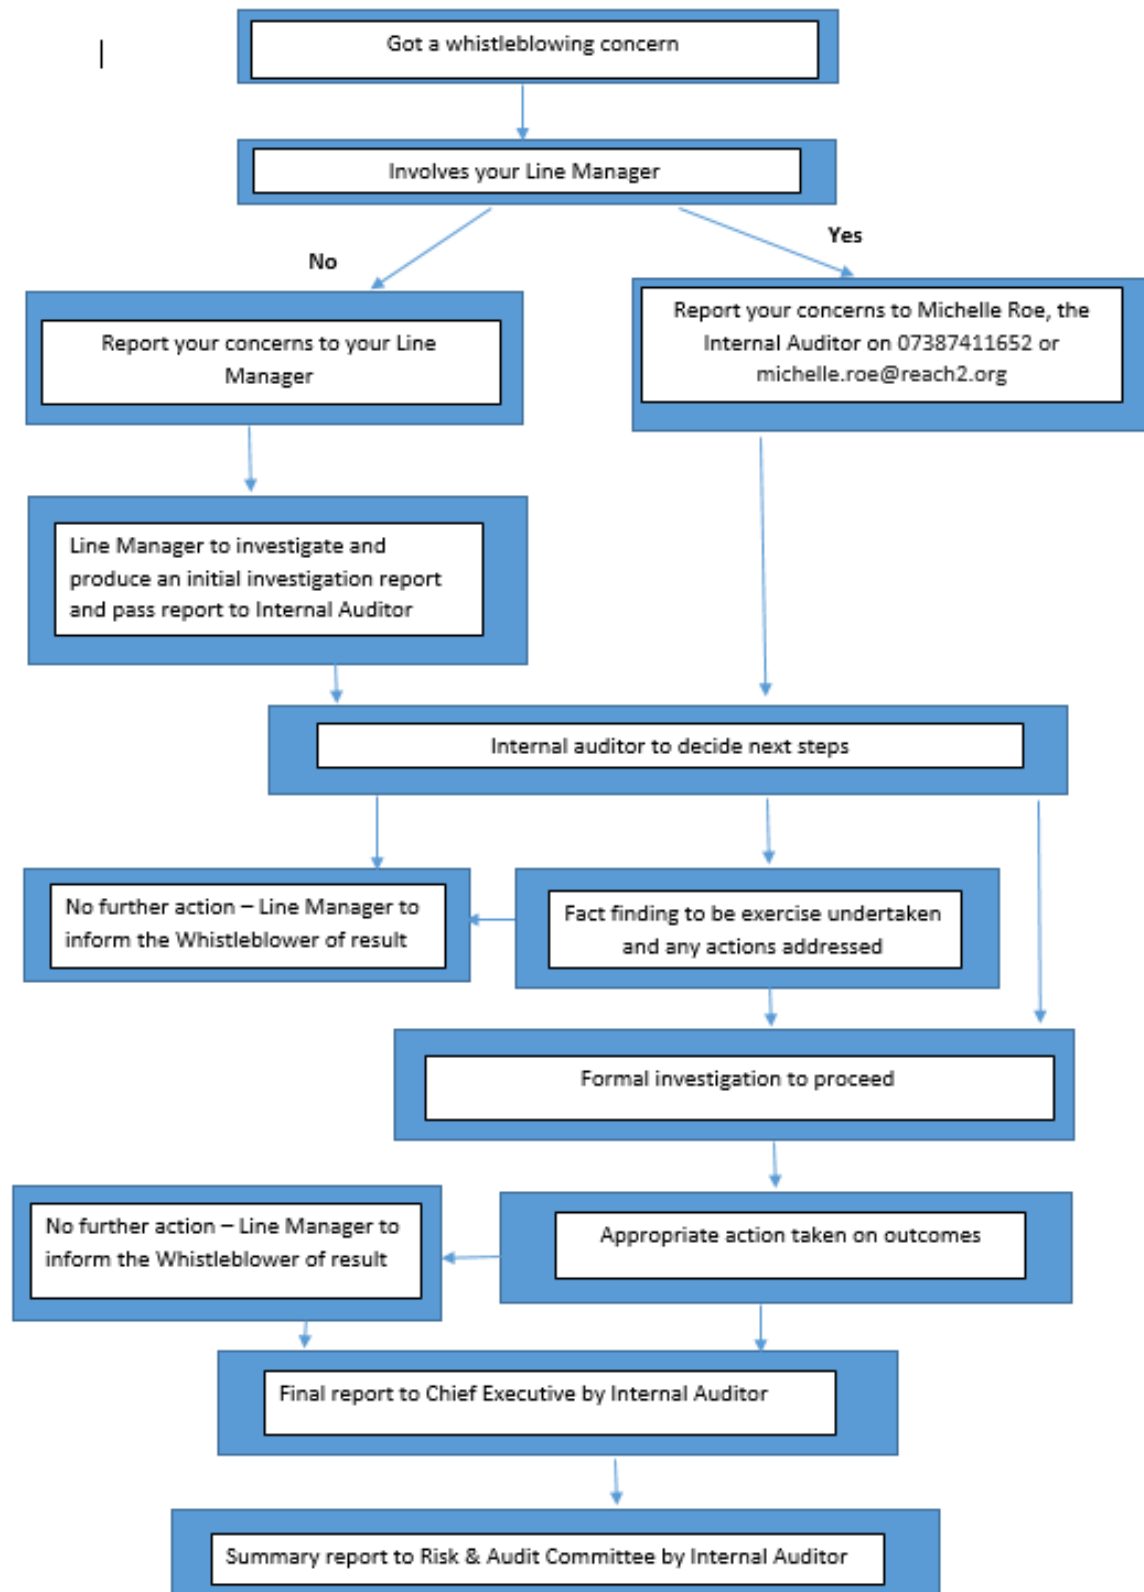 Got a whistleblowing concern
Involves your Line Manager
No
Yes
Report your concerns to your Line
Manager
Report your concerns to Michelle Roe, the
Internal Auditor on 07387411652 or
michelle.roe@reach2.org
Line Manager to investigate and
produce an initial investigation report
and pass report to Internal Auditor
Internal auditor to decide next steps
No further action – Line Manager to
inform the Whistleblower of result
Fact finding to be exercise undertaken
and any actions addressed
Formal investigation to proceed
No further action – Line Manager to
inform the Whistleblower of result
Appropriate action taken on outcomes
Final report to Chief Executive by Internal Auditor
Summary report to Risk & Audit Committee by Internal Auditor